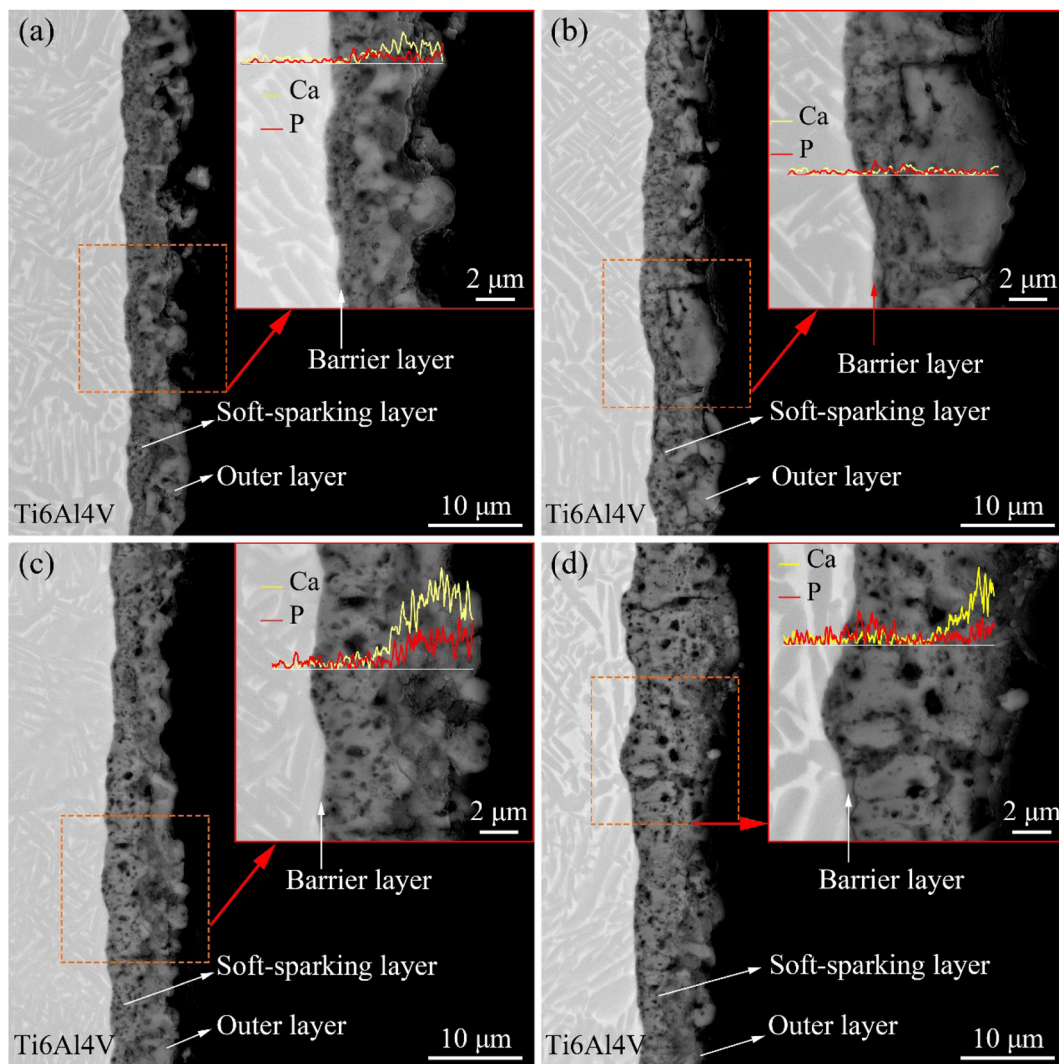 (a)
Ca
P
2 μm
Barrier layer
Soft-sparking layer
Outer layer
Ti6Al4V
10 μm
(b)
Ca
P
2 μm
Barrier layer
Soft-sparking layer
Outer layer
10 μm
(c)
Ca
P
2 μm
Barrier layer
Soft-sparking layer
Outer layer
Ti6Al4V
10 μm
(d)
Ca
P
2 μm
Barrier layer
Soft-sparking layer
Outer layer
Ti6Al4V
10 μm